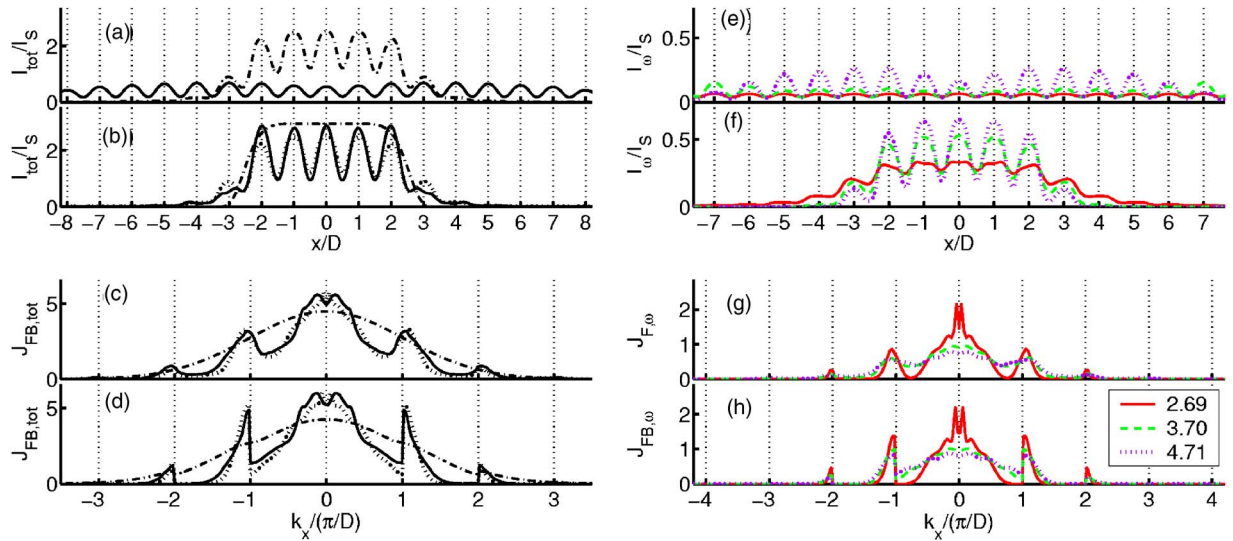 (a)
I_tot/I_S
2
0
(b)
I_tot/I_S
2
0
−8 −7 −6 −5 −4 −3 −2 −1 0 1 2 3 4 5 6 7 8
x/D
(c)
J_FB,tot
5
0
(d)
J_FB,tot
5
0
−3 −2 −1 0 1 2 3
k_x/(π/D)
(e)
I_ω/I_S
0.5
0
(f)
I_ω/I_S
0.5
0
−7 −6 −5 −4 −3 −2 −1 0 1 2 3 4 5 6 7
x/D
(g)
J_F,ω
2
1
0
(h)
J_FB,ω
2
1
0
2.69
3.70
4.71
−4 −3 −2 −1 0 1 2 3 4
k_x/(π/D)